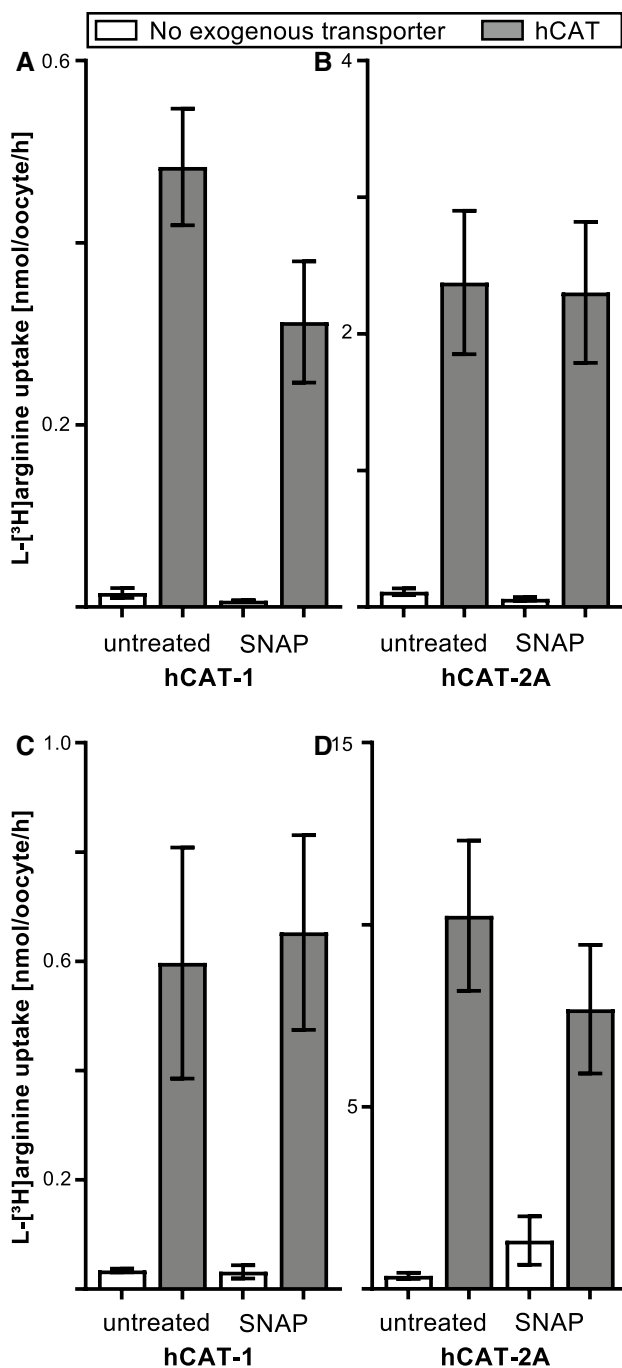 No exogenous transporter hCAT
A 0.6 B 4
L-[³H]arginine uptake [nmol/oocyte/h]
0.2 2
untreated SNAP untreated SNAP
hCAT-1 hCAT-2A
C 1.0 D 15
L-[³H]arginine uptake [nmol/oocyte/h]
0.6
0.2 5
untreated SNAP untreated SNAP
hCAT-1 hCAT-2A